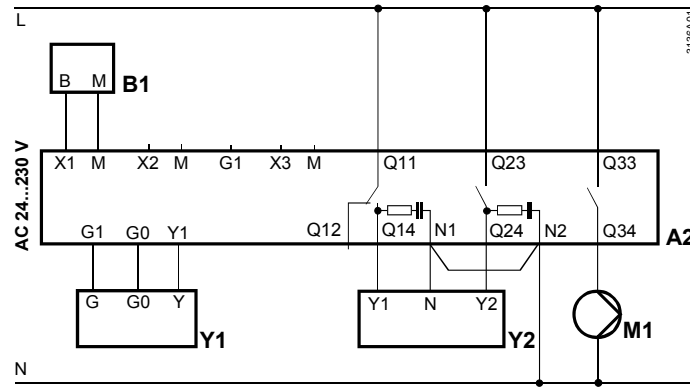 L
3136A01
B M B1
AC 24...230 V
X1 M X2 M G1 X3 M Q11 Q23 Q33
G1 G0 Y1 Q12 Q14 N1 Q24 N2 Q34 A2
G G0 Y Y1
Y1 N Y2 Y2
M1
N